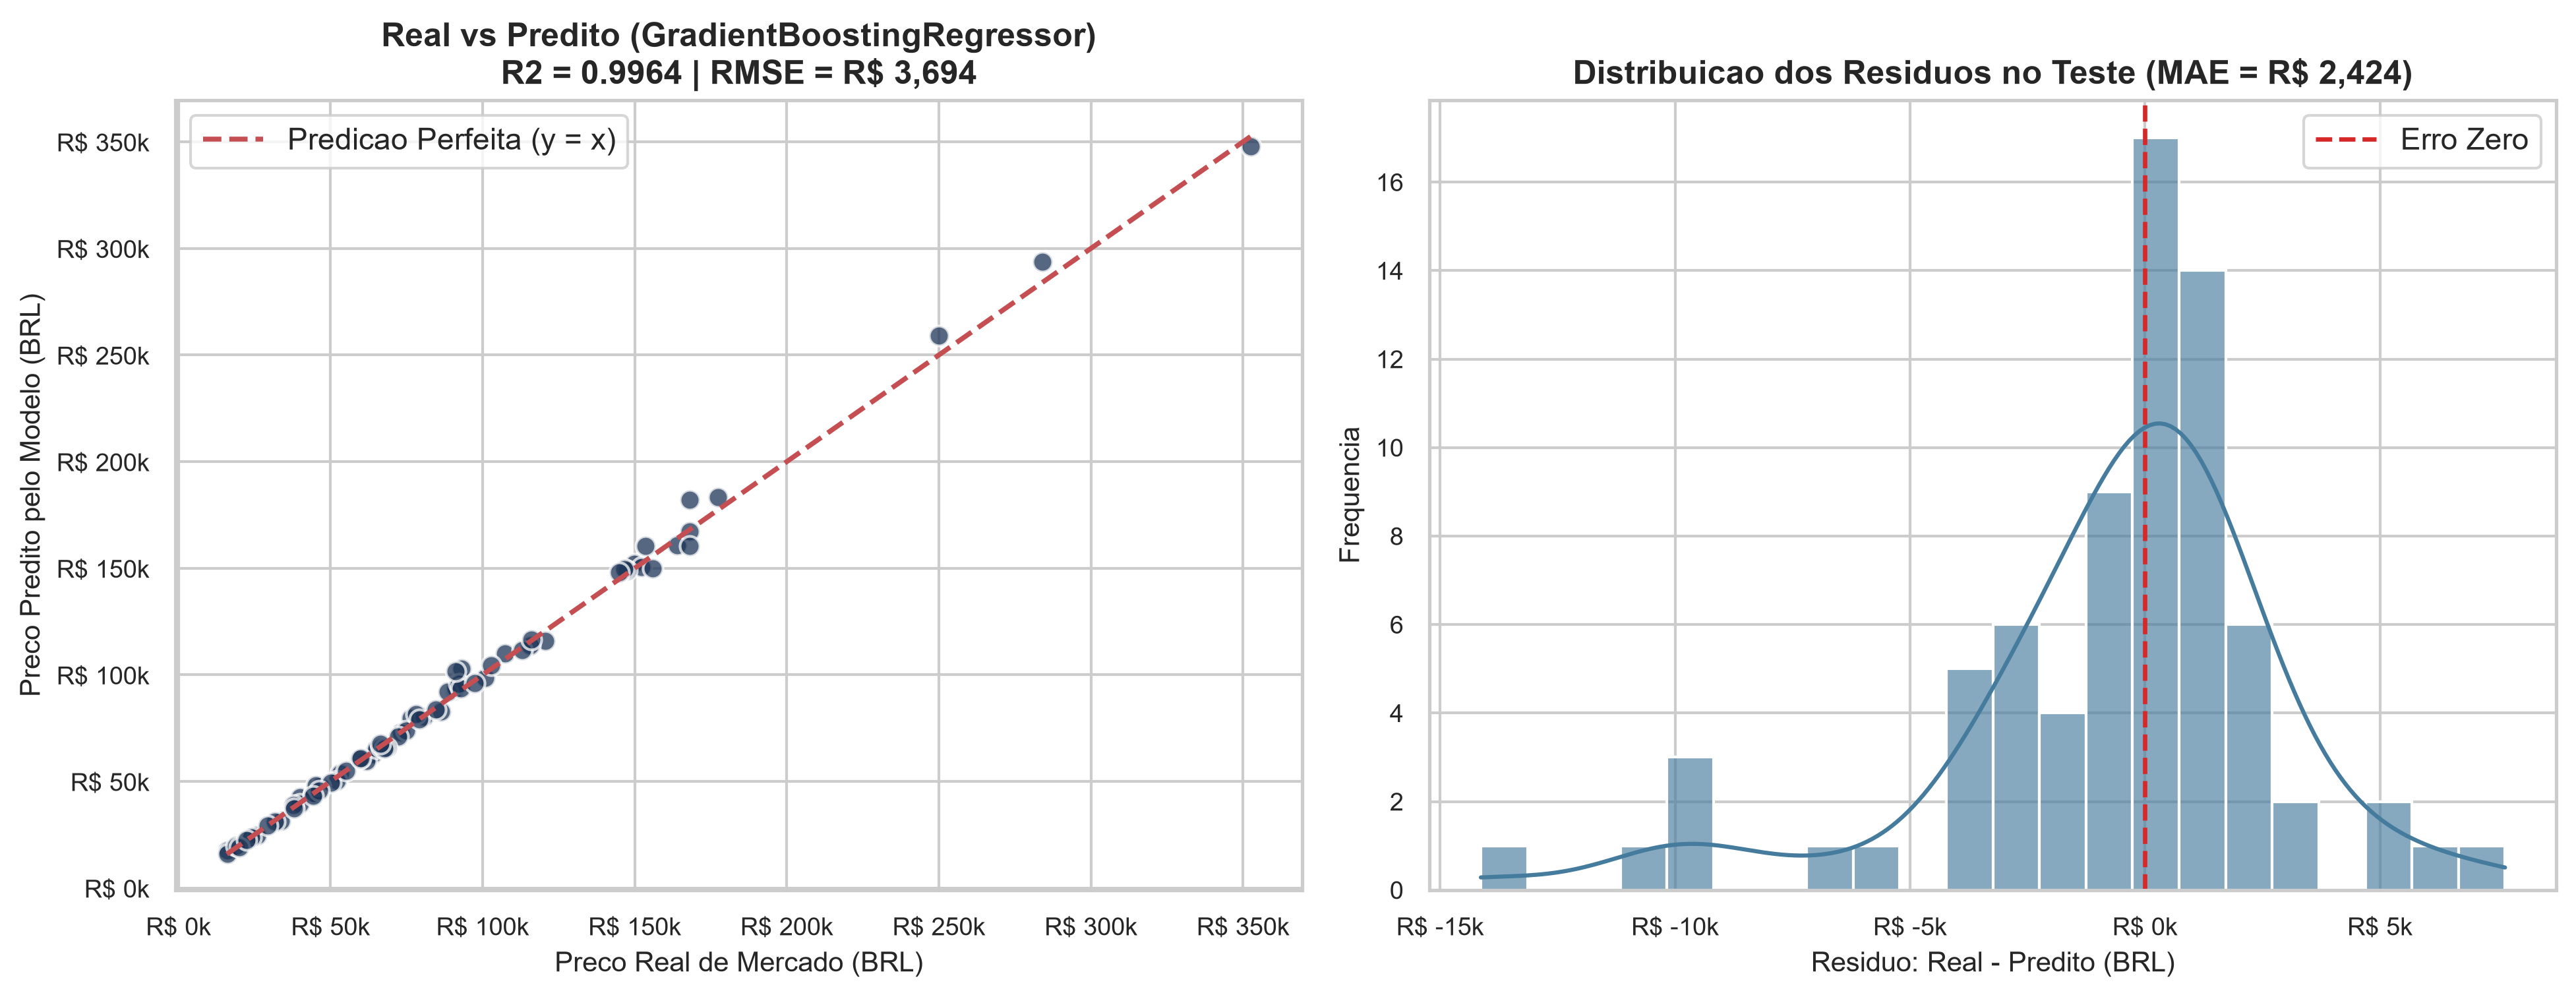 Real vs Predito (GradientBoostingRegressor)
R2 = 0.9964 | RMSE = R$ 3,694
Predicao Perfeita (y = x)
Preco Predito pelo Modelo (BRL)
R$ 350k
R$ 300k
R$ 250k
R$ 200k
R$ 150k
R$ 100k
R$ 50k
R$ 0k
R$ 0k
R$ 50k
R$ 100k
R$ 150k
R$ 200k
R$ 250k
R$ 300k
R$ 350k
Preco Real de Mercado (BRL)
Distribuicao dos Residuos no Teste (MAE = R$ 2,424)
Erro Zero
Frequencia
16
14
12
10
8
6
4
2
0
R$ -15k
R$ -10k
R$ -5k
R$ 0k
R$ 5k
Residuo: Real - Predito (BRL)